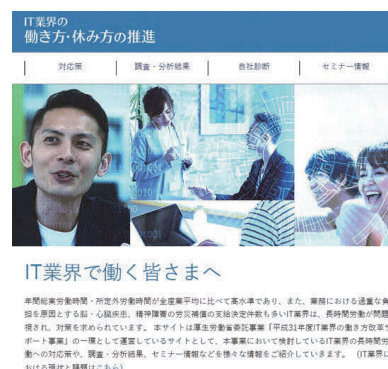 IT業界の
働き方・休み方の推進
対応策
調査・分析結果
自社診断
セミナー情報
IT業界で働く皆さまへ
年間総実労働時間・所定外労働時間が全産業平均に比べて高水準であり、また、業務における過重な負
担を原因とする脳・心臓疾患、精神障害の労災補償の支給決定件数も多いIT業界は、長時間労働が問題
視され、対策を求められています。 本サイトは厚生労働省委託事業「平成31年度IT業界の働き方改革サ
ポート事業」の一環として運営しているサイトとして、本事業において検討しているIT業界の長時間労
働への対応策や、調査・分析結果、セミナー情報などを様々な情報をご紹介していきます。 (IT業界に
おける現状と課題はこちら)